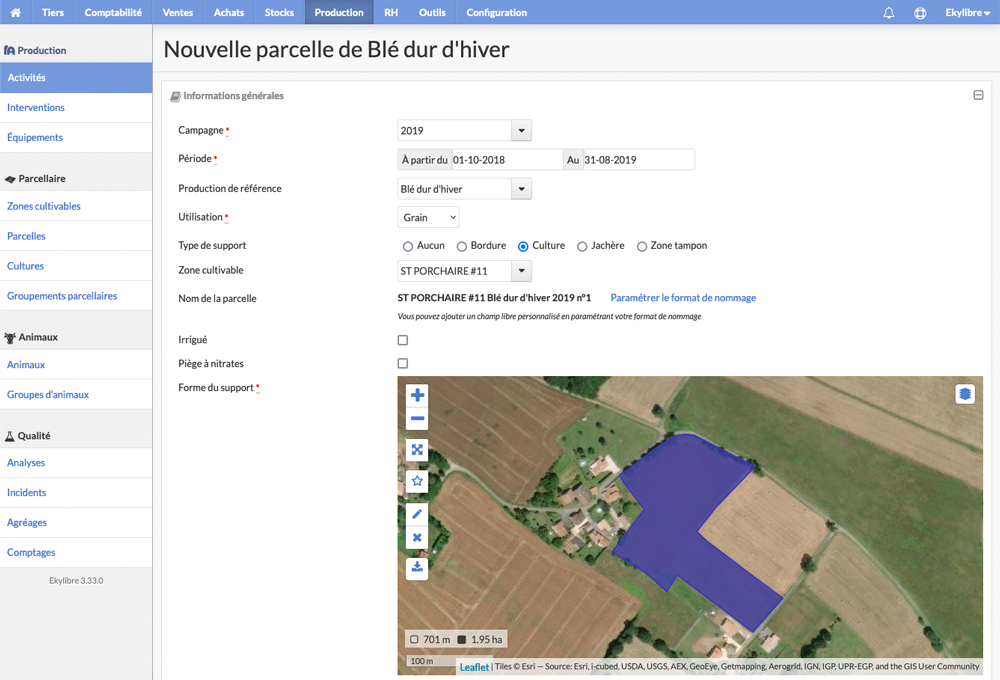 Tiers Comptabilité Ventes Achats Stocks Production RH Outils Configuration Ekylibre
Production
Activités
Interventions
Équipements
Parcellaire
Zones cultivables
Parcelles
Cultures
Groupements parcellaires
Animaux
Animaux
Groupes d'animaux
Qualité
Analyses
Incidents
Agréages
Comptages
Ekylibre 3.33.0
Nouvelle parcelle de Blé dur d'hiver
Informations générales
Campagne * 2019
Période * À partir du 01-10-2018 Au 31-08-2019
Production de référence Blé dur d'hiver
Utilisation * Grain
Type de support Aucun Bordure Culture Jachère Zone tampon
Zone cultivable ST PORCHAIRE #11
Nom de la parcelle ST PORCHAIRE #11 Blé dur d'hiver 2019 n°1 Paramétrer le format de nommage
Vous pouvez ajouter un champ libre personnalisé en paramétrant votre format de nommage
Irrigué
Piège à nitrates
Forme du support *
701 m 1.95 ha
100 m
Leaflet | Tiles © Esri — Source: Esri, i-cubed, USDA, USGS, AEX, GeoEye, Getmapping, Aerogrid, IGN, IGP, UPR-EGP, and the GIS User Community